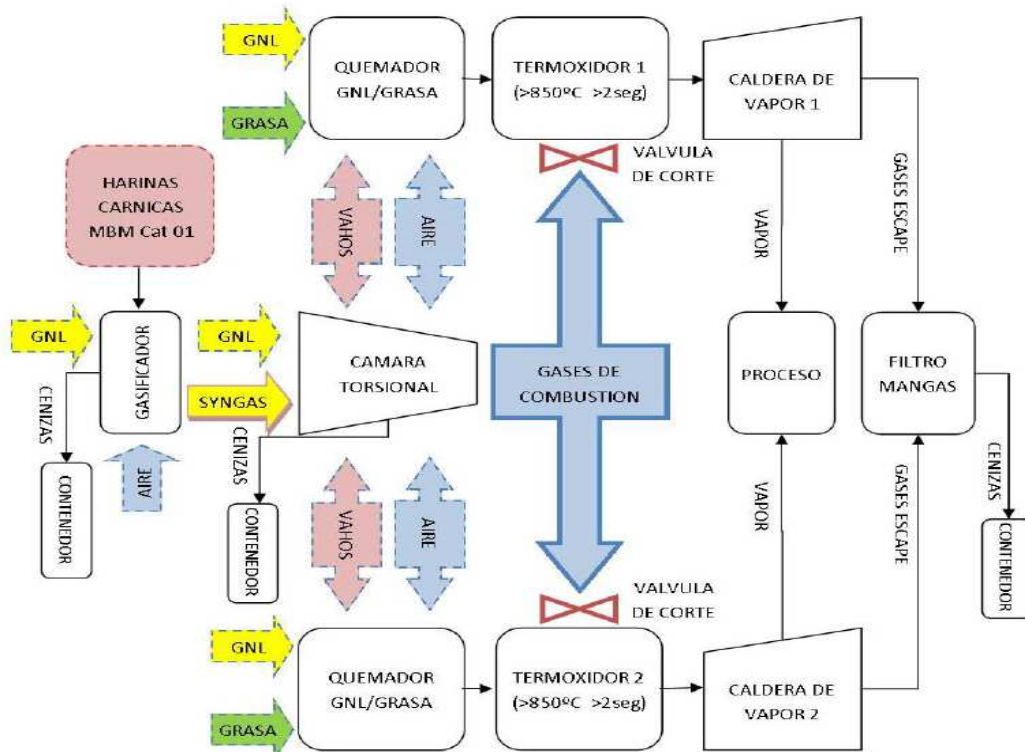 GNL
QUEMADOR
GNL/GRASA
TERMOXIDOR 1
(>850ºC >2seg)
CALDERA DE
VAPOR 1
GRASA
HARINAS
CARNICAS
MBM Cat 01
VAHOS
AIRE
VALVULA
DE CORTE
VAPOR
GASES ESCAPE
GNL
GASIFICADOR
GNL
SYNGAS
CAMARA
TORSIONAL
GASES DE
COMBUSTION
PROCESO
FILTRO
MANGAS
CENIZAS
CONTENEDOR
AIRE
CENIZAS
CONTENEDOR
VAHOS
AIRE
VAPOR
GASES ESCAPE
CENIZAS
CONTENEDOR
VALVULA
DE CORTE
GNL
QUEMADOR
GNL/GRASA
TERMOXIDOR 2
(>850ºC >2seg)
CALDERA DE
VAPOR 2
GRASA